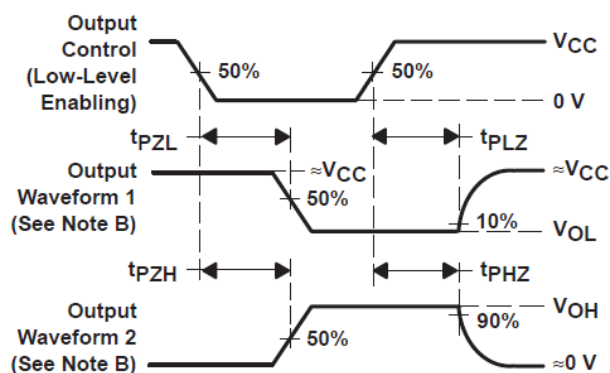 Output
Control
(Low-Level
Enabling)
50%
50%
VCC
0 V
tPZL
tPLZ
Output
Waveform 1
(See Note B)
≈VCC
50%
≈VCC
10%
VOL
tPZH
tPHZ
Output
Waveform 2
(See Note B)
50%
VOH
90%
≈0 V